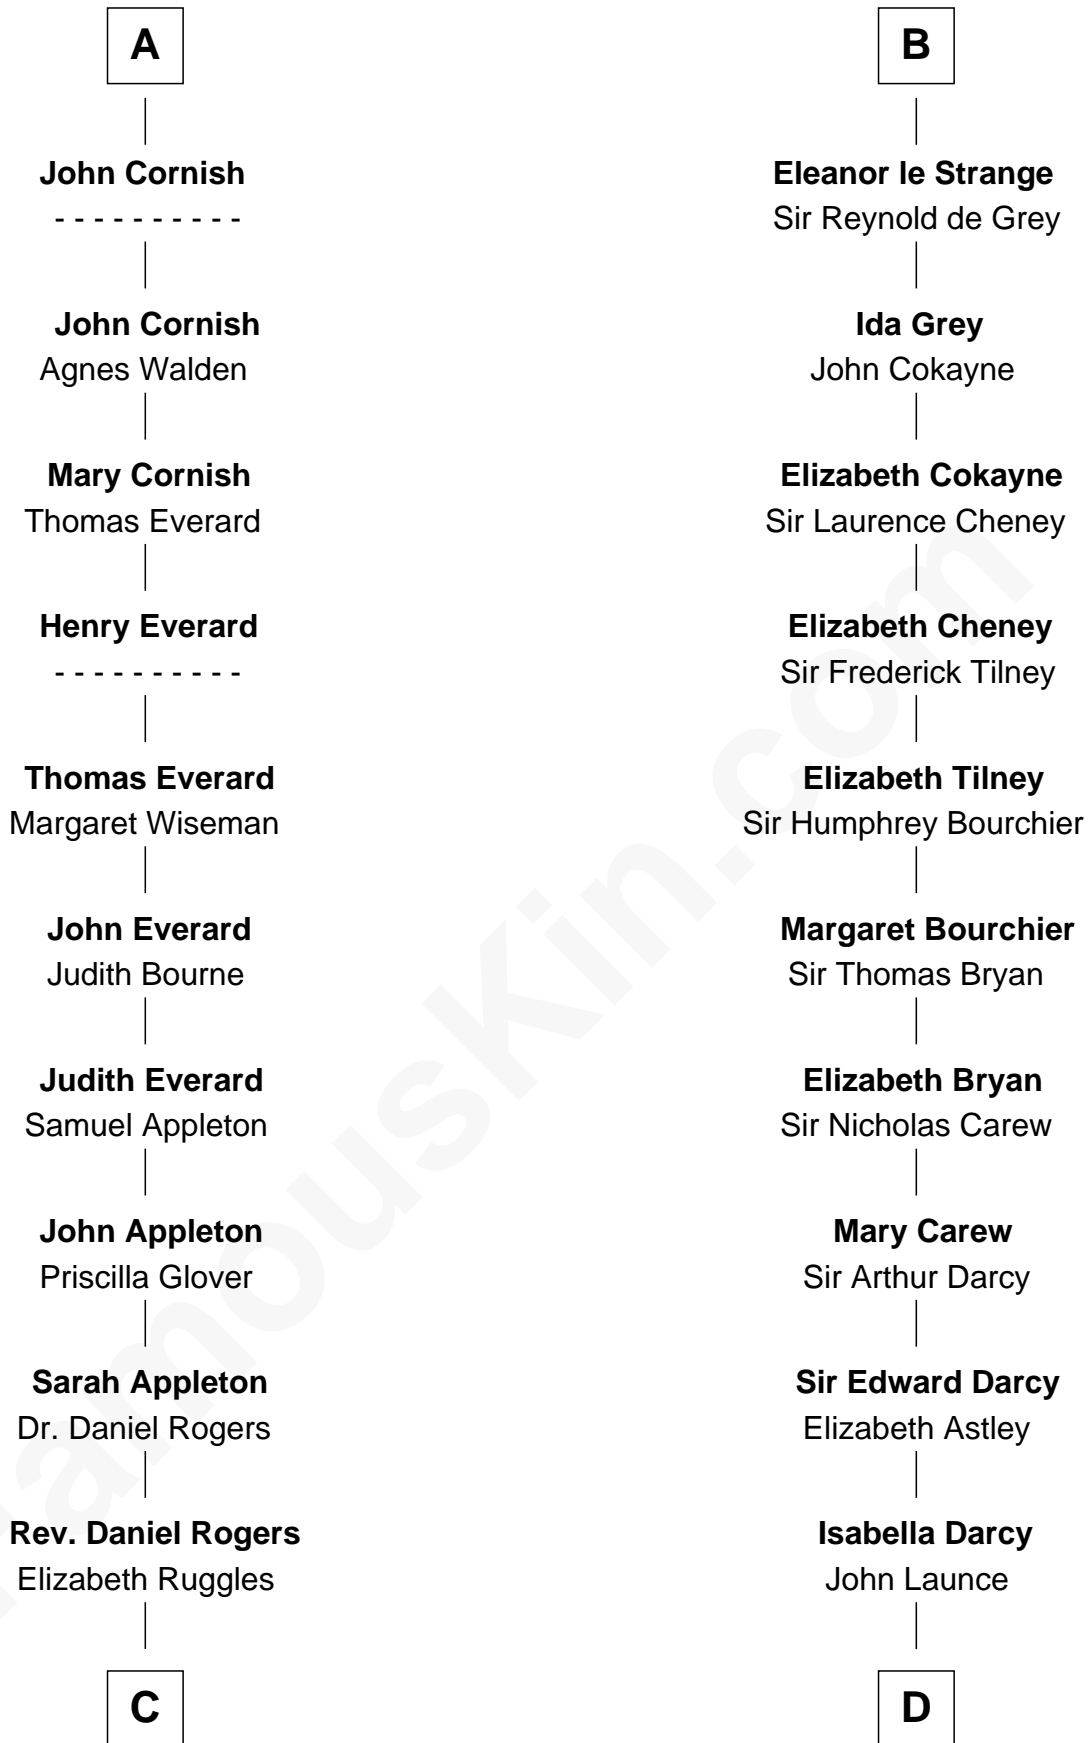 A
John Cornish
- - - - - - - - - -
John Cornish
Agnes Walden
Mary Cornish
Thomas Everard
Henry Everard
- - - - - - - - - -
Thomas Everard
Margaret Wiseman
John Everard
Judith Bourne
Judith Everard
Samuel Appleton
John Appleton
Priscilla Glover
Sarah Appleton
Dr. Daniel Rogers
Rev. Daniel Rogers
Elizabeth Ruggles
C
B
Eleanor le Strange
Sir Reynold de Grey
Ida Grey
John Cokayne
Elizabeth Cokayne
Sir Laurence Cheney
Elizabeth Cheney
Sir Frederick Tilney
Elizabeth Tilney
Sir Humphrey Bourchier
Margaret Bourchier
Sir Thomas Bryan
Elizabeth Bryan
Sir Nicholas Carew
Mary Carew
Sir Arthur Darcy
Sir Edward Darcy
Elizabeth Astley
Isabella Darcy
John Launce
D
FamousKin.com